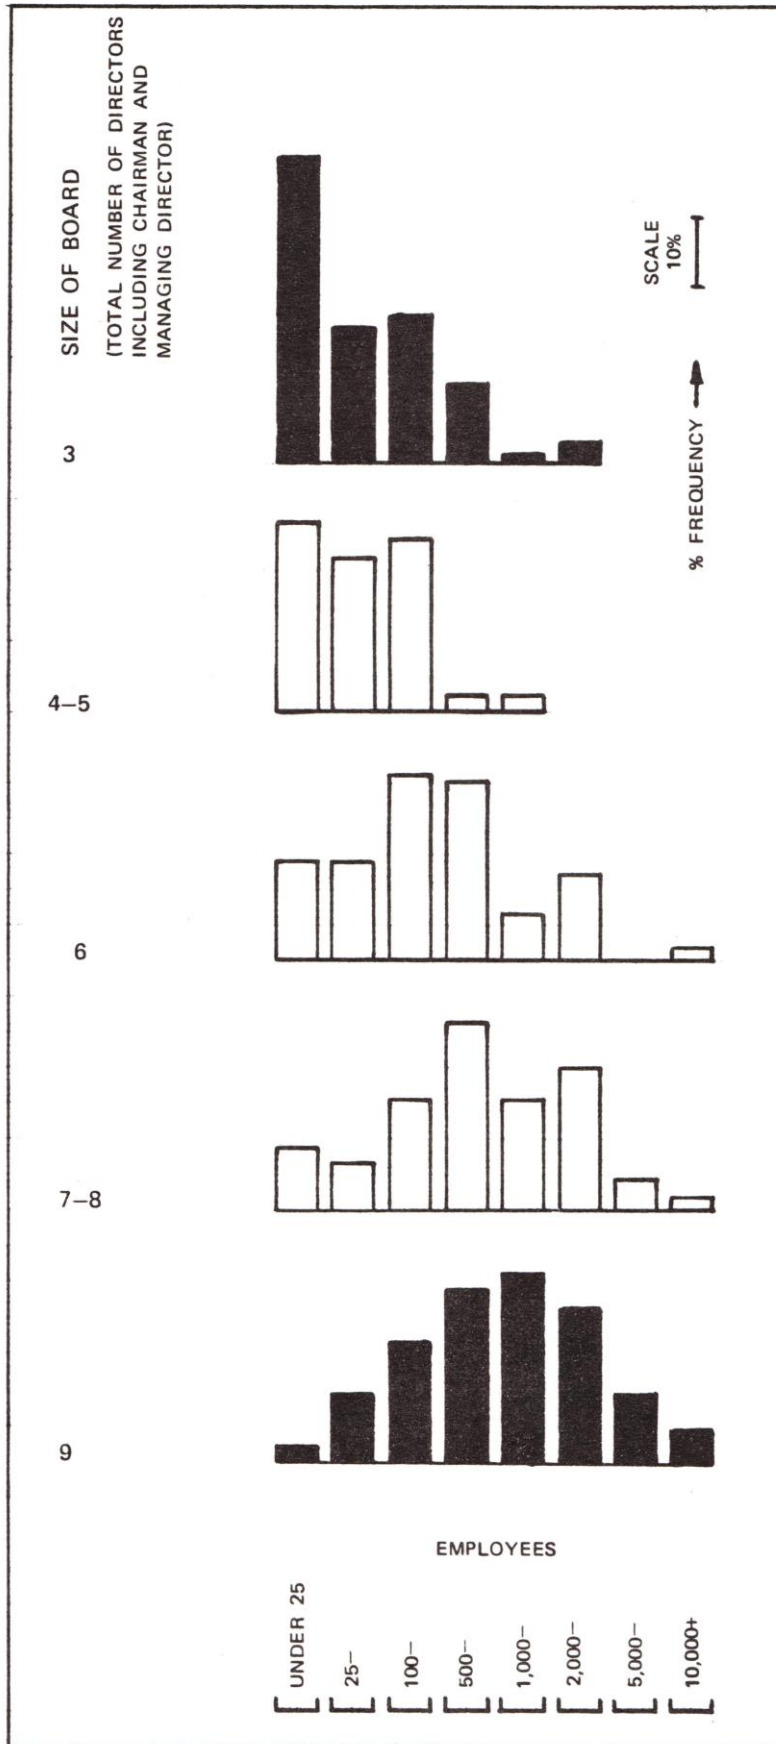 SIZE OF BOARD
(TOTAL NUMBER OF DIRECTORS
INCLUDING CHAIRMAN AND
MANAGING DIRECTOR)
3
4–5
6
7–8
9
SCALE
10%
% FREQUENCY
EMPLOYEES
UNDER 25
25–
100–
500–
1,000–
2,000–
5,000–
10,000+